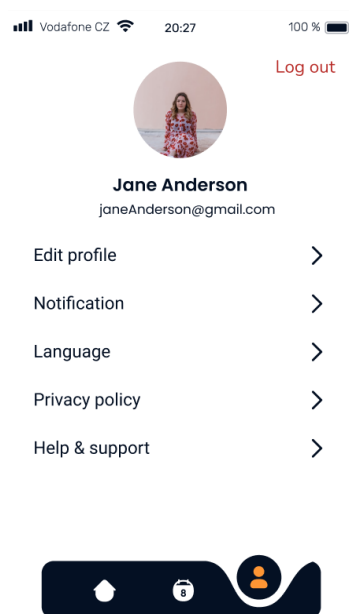 Vodafone CZ 20:27 100 %
Log out
Jane Anderson
janeAnderson@gmail.com
Edit profile
Notification
Language
Privacy policy
Help & support
8